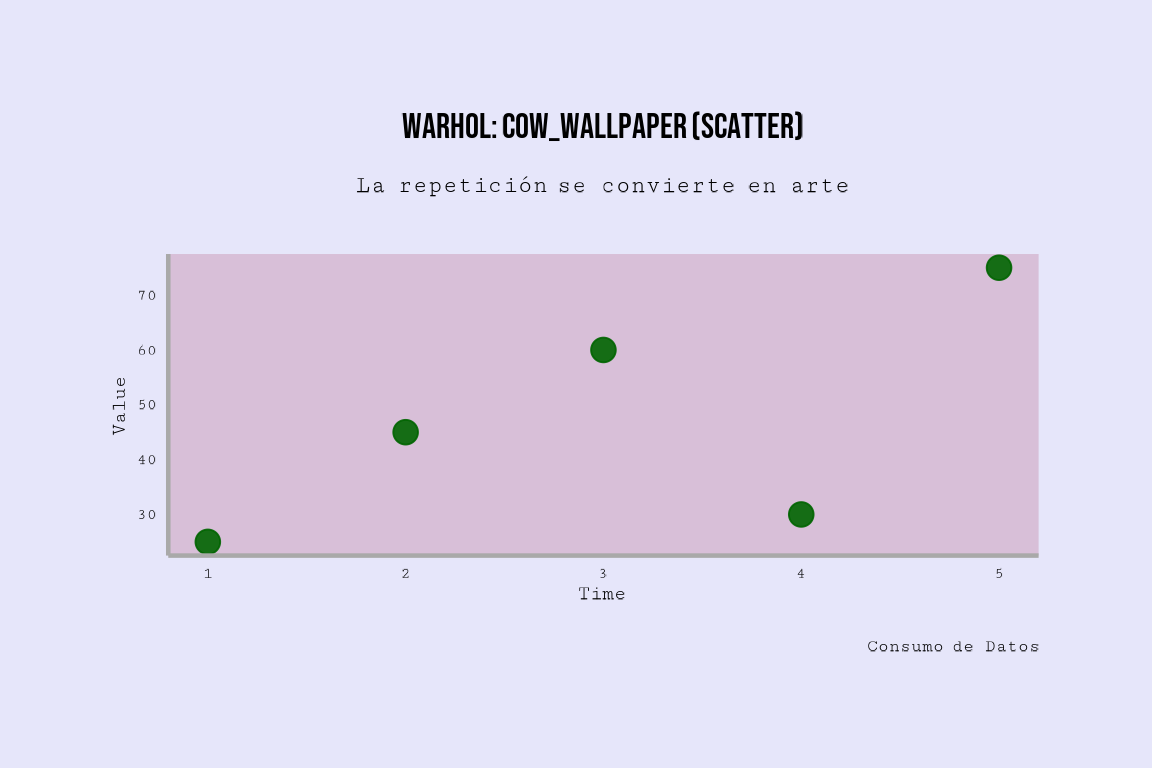 WARHOL: COW_WALLPAPER (SCATTER)
La repetición se convierte en arte
Value
70
60
50
40
30
1 2 3 4 5
Time
Consumo de Datos